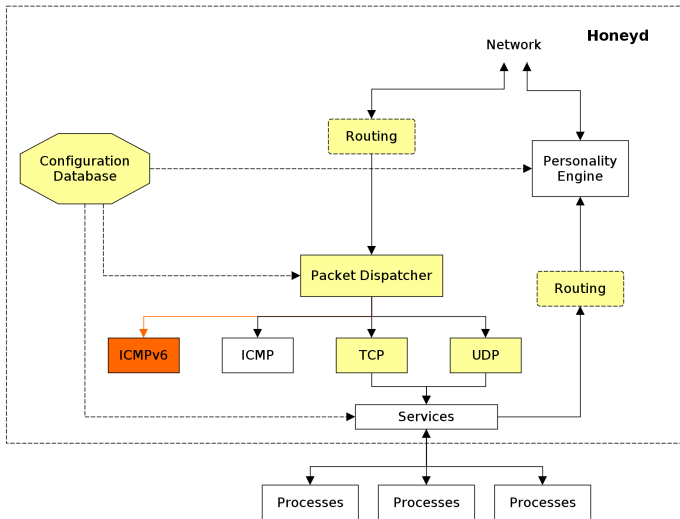 Honeyd
Network
Routing
Configuration
Database
Personality
Engine
Packet Dispatcher
Routing
ICMPv6
ICMP
TCP
UDP
Services
Processes
Processes
Processes